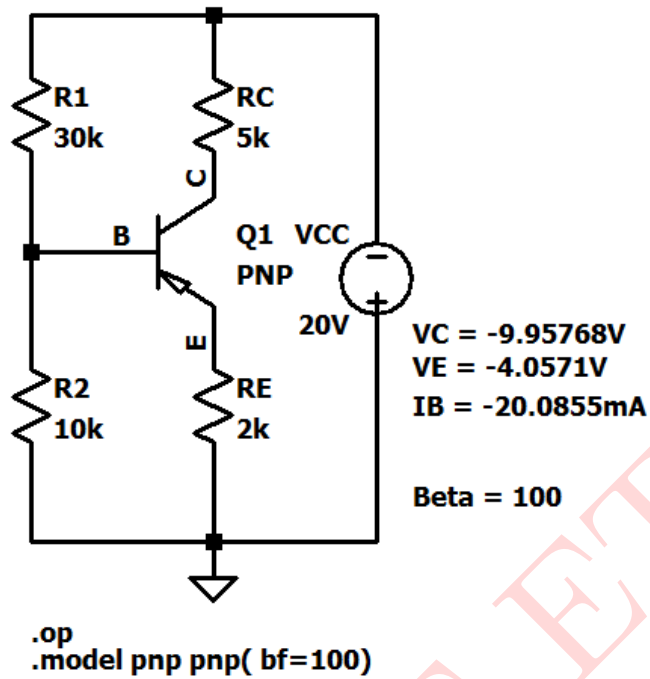 R1
30k
RC
5k
C
B
Q1
PNP
VCC
20V
E
R2
10k
RE
2k
VC = -9.95768V
VE = -4.0571V
IB = -20.0855mA
Beta = 100
.op
.model pnp pnp( bf=100)